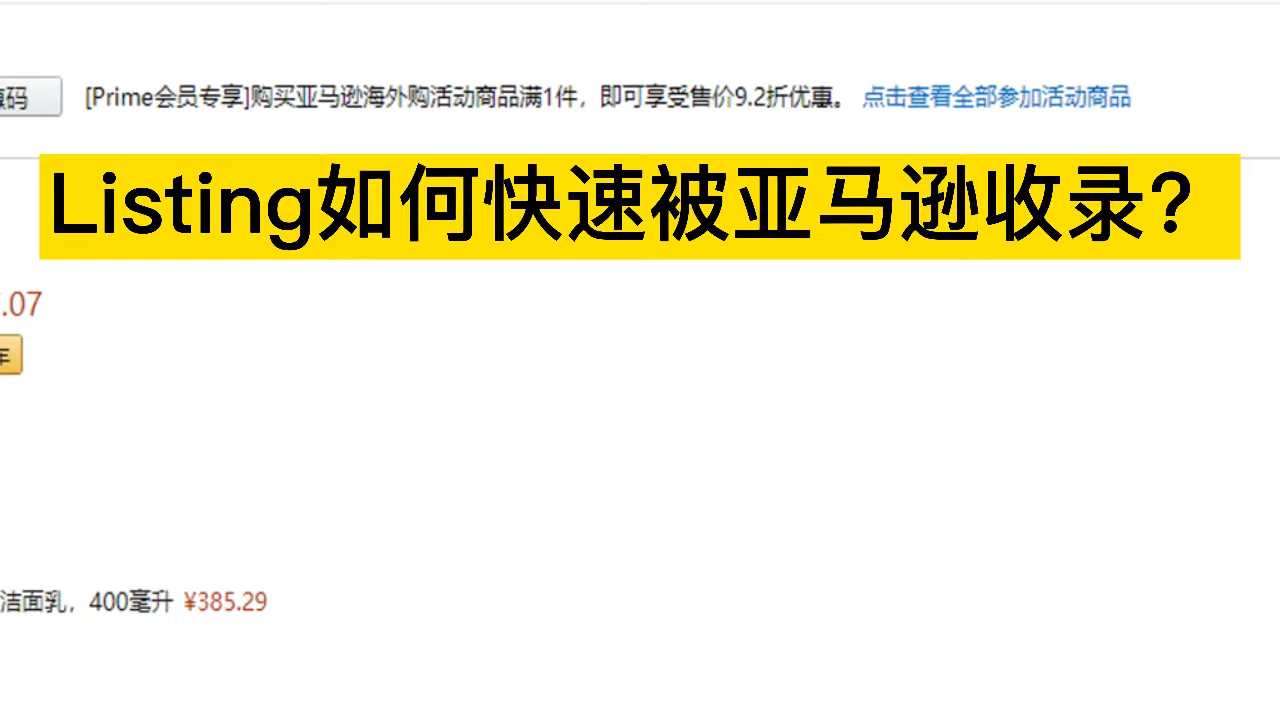 码 [Prime会员专享]购买亚马逊海外购活动商品满1件，即可享受售价9.2折优惠。 点击查看全部参加活动商品
Listing如何快速被亚马逊收录？
.07
车
洁面乳，400毫升 ¥385.29